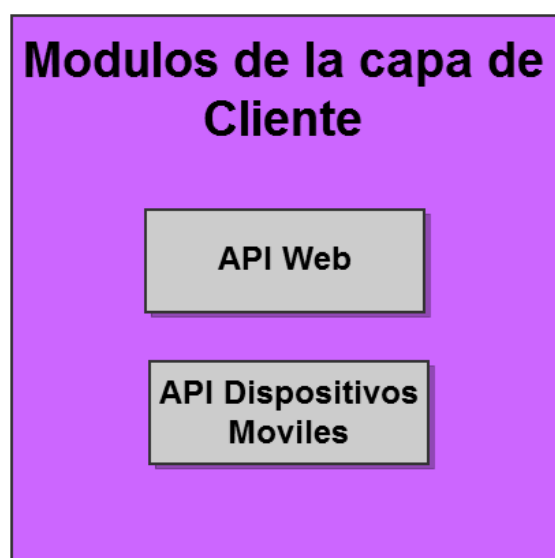 Modulos de la capa de
Cliente
API Web
API Dispositivos
Moviles